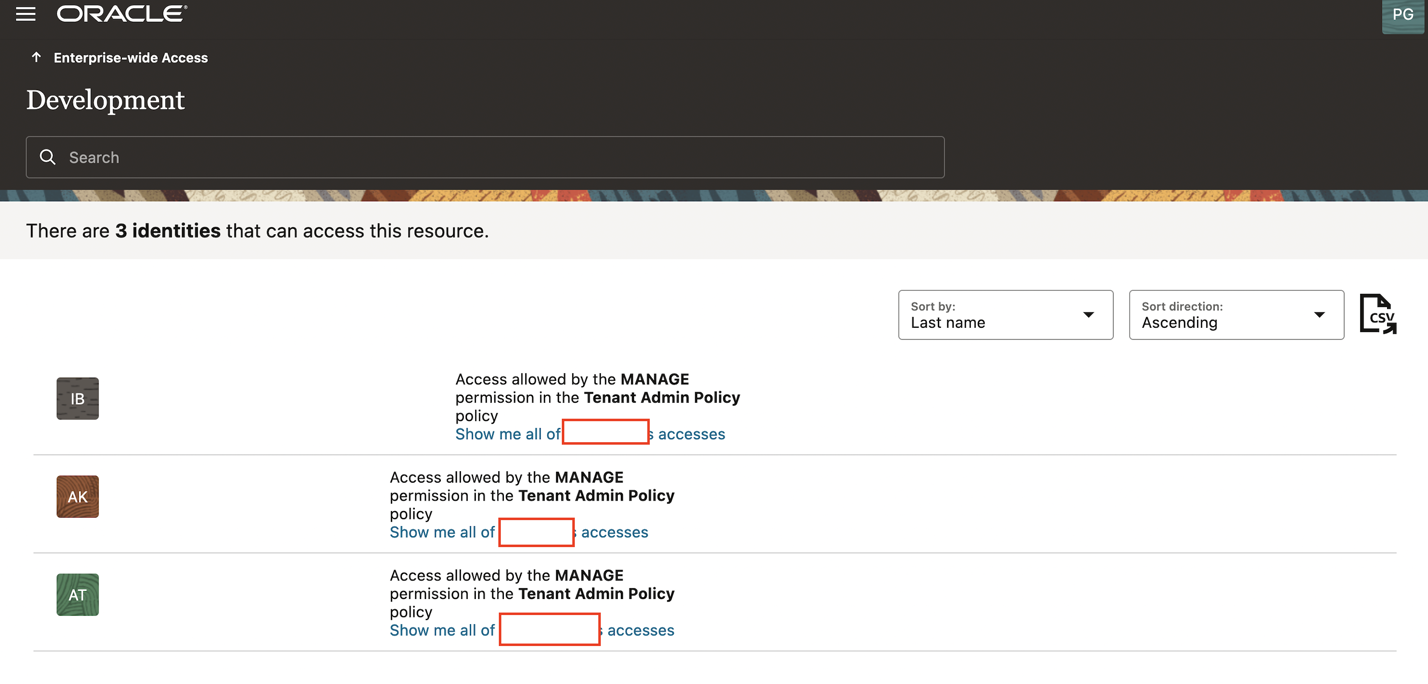 ORACLE
PG
Enterprise-wide Access
Development
Search
There are 3 identities that can access this resource.
Sort by:
Last name
Sort direction:
Ascending
CSV
IB
Access allowed by the MANAGE
permission in the Tenant Admin Policy
policy
Show me all of s accesses
AK
Access allowed by the MANAGE
permission in the Tenant Admin Policy
policy
Show me all of accesses
AT
Access allowed by the MANAGE
permission in the Tenant Admin Policy
policy
Show me all of accesses